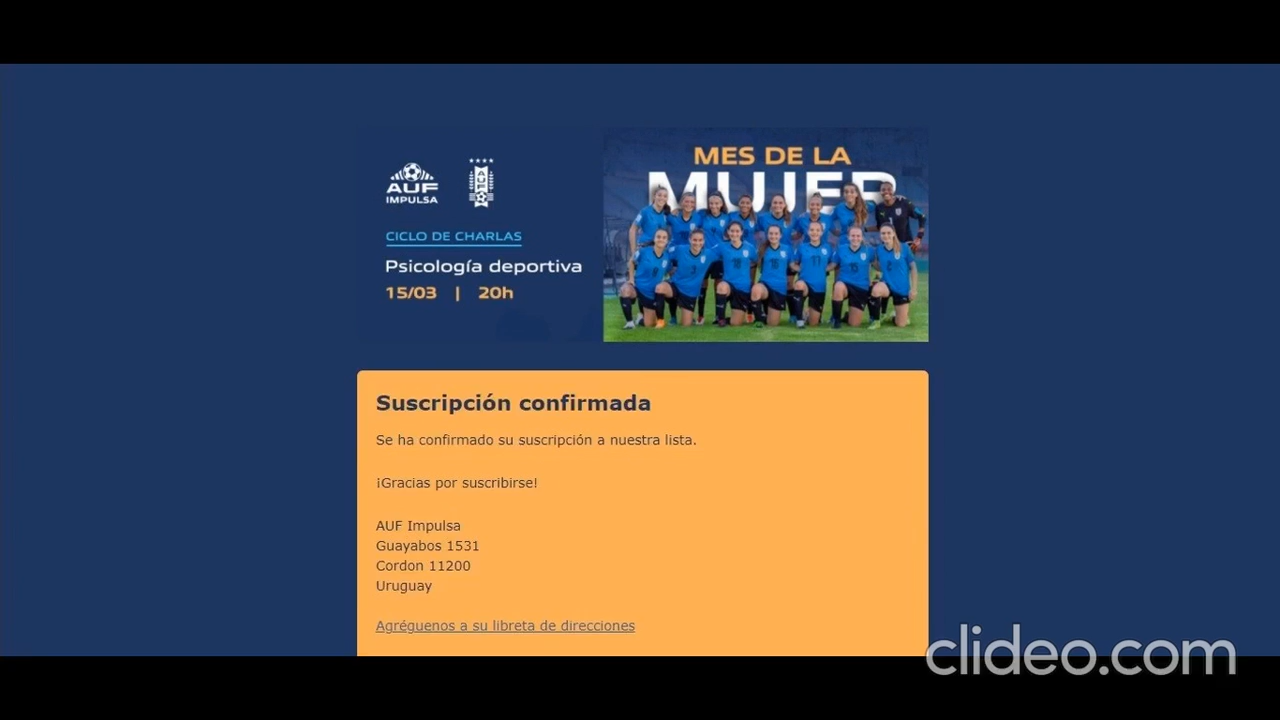 AUF
IMPULSA
AUF
CICLO DE CHARLAS
Psicología deportiva
15/03 | 20h
MES DE LA
MUJER
Suscripción confirmada
Se ha confirmado su suscripción a nuestra lista.
¡Gracias por suscribirse!
AUF Impulsa
Guayabos 1531
Cordon 11200
Uruguay
Agréguenos a su libreta de direcciones
clideo.com